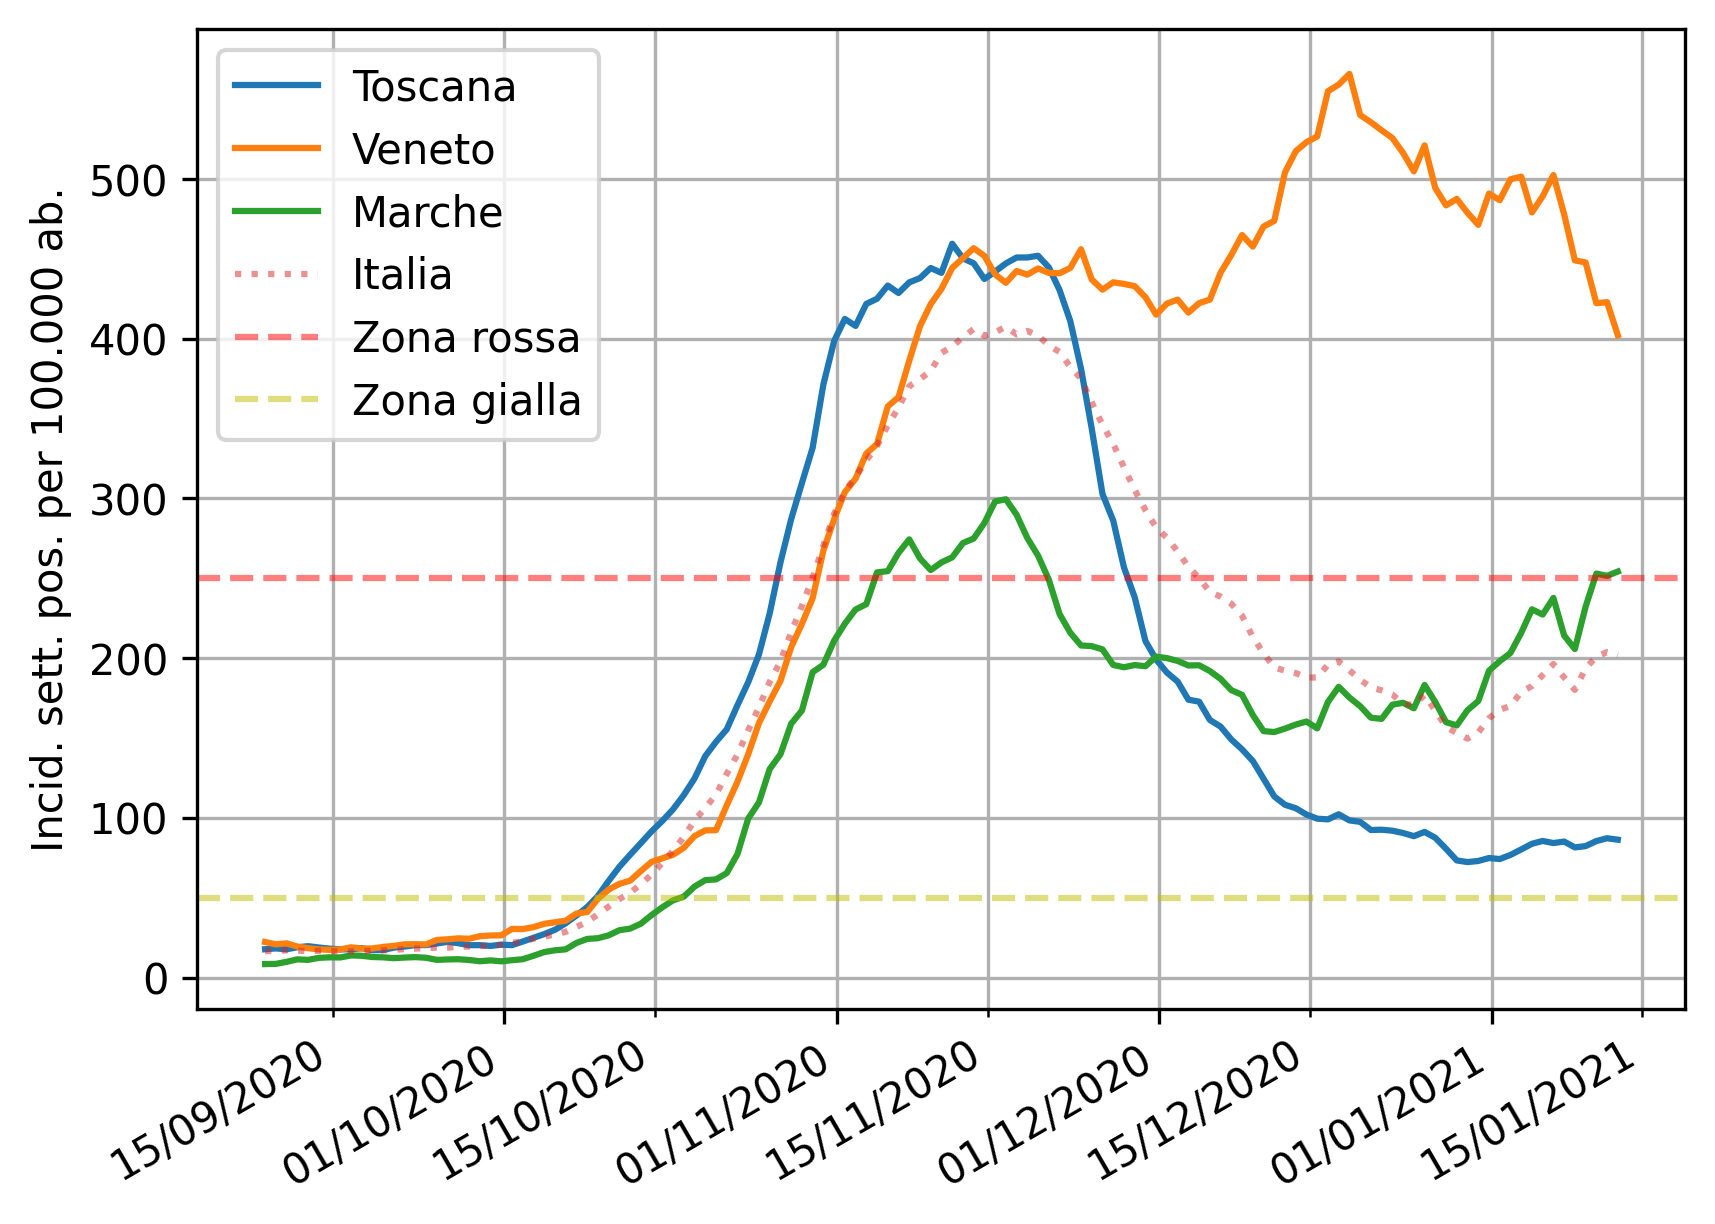 Toscana
Veneto
Marche
Italia
Zona rossa
Zona gialla
Incid. sett. pos. per 100.000 ab.
500
400
300
200
100
0
15/09/2020
01/10/2020
15/10/2020
01/11/2020
15/11/2020
01/12/2020
15/12/2020
01/01/2021
15/01/2021